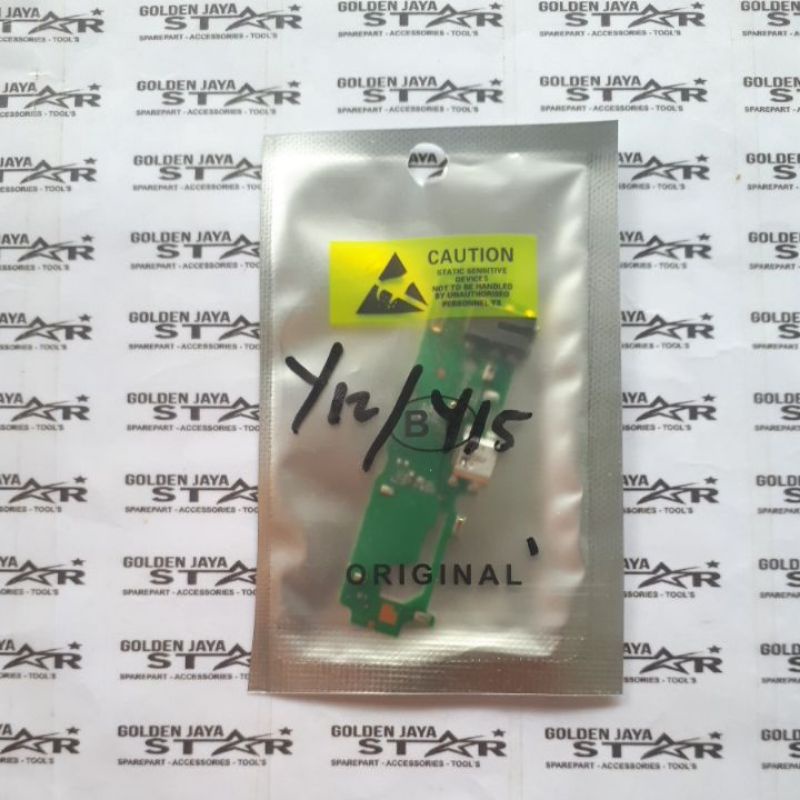 GOLDEN JAYA
STAR
SPAREPART - ACCESSORIES - TOOL'S
AYA
CAUTION
STATIC SENSITIVE
DEVICES
NOT TO BE HANDLED
BY UNAUTHORISED
PERSONNEL
Y12/Y15
B
ORIGINAL